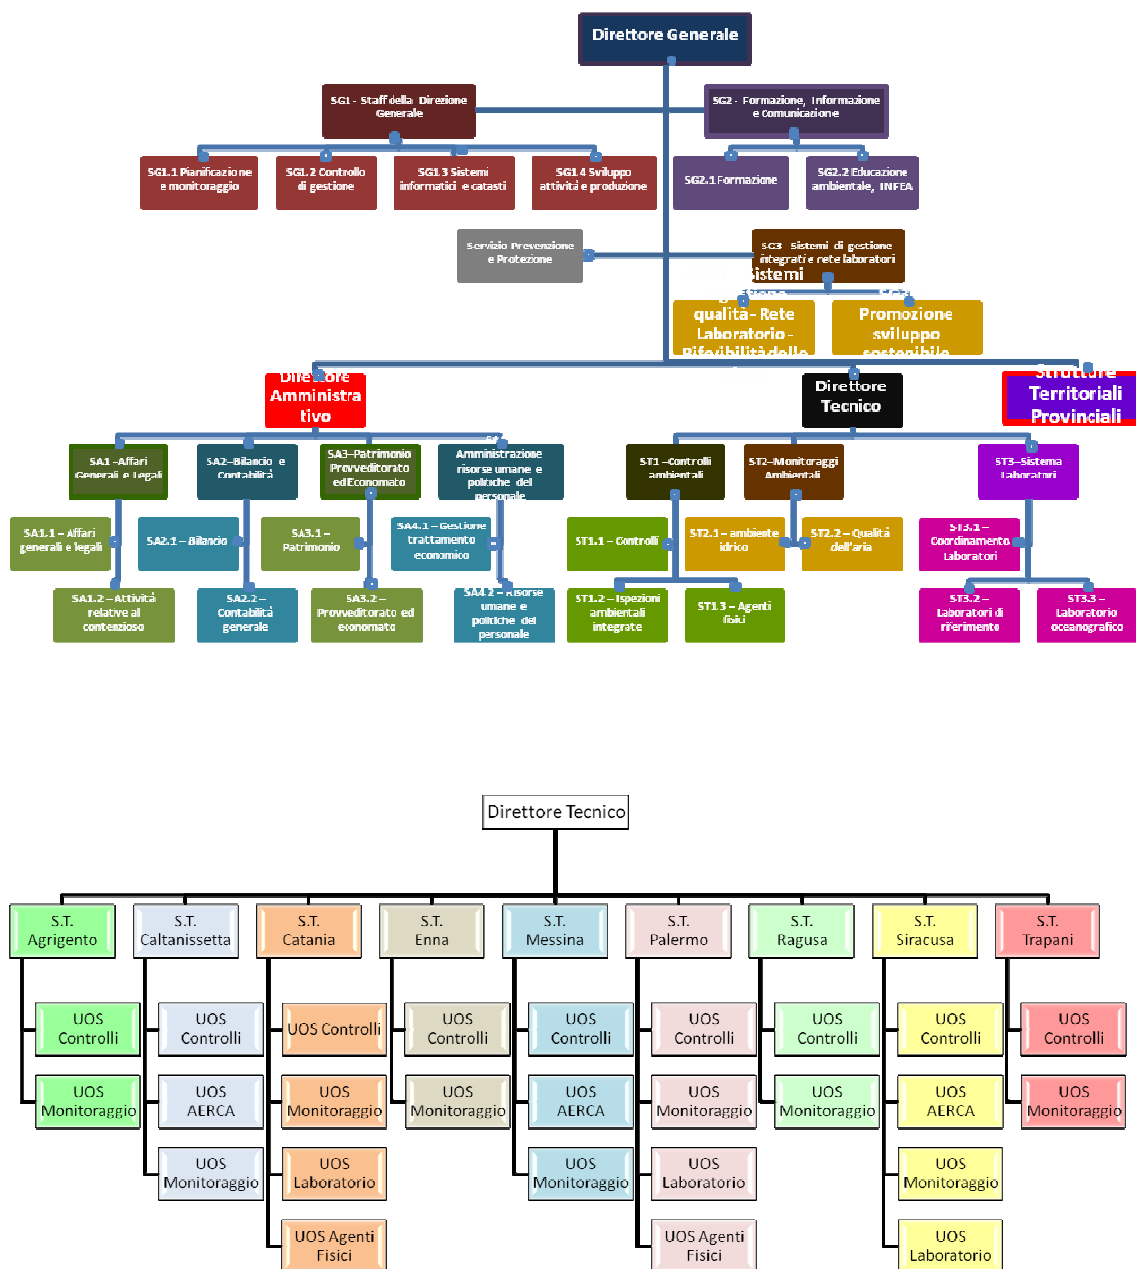 Direttore Generale
SG1 - Staff della Direzione
Generale
SG2 - Formazione, Informazione
e Comunicazione
SG1.1 Pianificazione
e monitoraggio
SG1.2 Controllo
di gestione
SG1.3 Sistemi
informatici e catasti
SG1.4 Sviluppo
attività e produzione
SG2.1 Formazione
SG2.2 Educazione
ambientale, INFEA
Servizio Prevenzione
e Protezione
SG3 - Sistemi di gestione
integrati e rete laboratori
Sistemi
qualità - Rete
Laboratorio -
Riferibilità delle
Promozione
sviluppo
sostenibile
Direttore
Amministra
tivo
Direttore
Tecnico
Strutture
Territoriali
Provinciali
SA1 –Affari
Generali e Legali
SA2–Bilancio e
Contabilità
SA3–Patrimonio
Provveditorato
ed Economato
Amministrazione
risorse umane e
politiche del
personale
ST1 –Controlli
ambientali
ST2–Monitoraggi
Ambientali
ST3–Sistema
Laboratori
SA1.1 – Affari
generali e legali
SA2.1 – Bilancio
SA3.1 –
Patrimonio
SA4.1 – Gestione
trattamento
economico
ST1.1 – Controlli
ST2.1 – ambiente
idrico
ST2.2 – Qualità
dell'aria
ST3.1 –
Coordinamento
Laboratori
SA1.2 – Attività
relative al
contenzioso
SA2.2 –
Contabilità
generale
SA3.2 –
Provveditorato ed
economato
SA4.2 – Risorse
umane e
politiche del
personale
ST1.2 – Ispezioni
ambientali
integrate
ST1.3 – Agenti
fisici
ST3.2 –
Laboratori di
riferimento
ST3.3 –
Laboratorio
oceanografico
Direttore Tecnico
S.T.
Agrigento
S.T.
Caltanissetta
S.T.
Catania
S.T.
Enna
S.T.
Messina
S.T.
Palermo
S.T.
Ragusa
S.T.
Siracusa
S.T.
Trapani
UOS
Controlli
UOS
Controlli
UOS Controlli
UOS
Controlli
UOS
Controlli
UOS
Controlli
UOS
Controlli
UOS
Controlli
UOS
Controlli
UOS
Monitoraggio
UOS
AERCA
UOS
Monitoraggio
UOS
Monitoraggio
UOS
AERCA
UOS
Monitoraggio
UOS
Monitoraggio
UOS
AERCA
UOS
Monitoraggio
UOS
Monitoraggio
UOS
Laboratorio
UOS
Monitoraggio
UOS
Laboratorio
UOS
Monitoraggio
UOS Agenti
Fisici
UOS Agenti
Fisici
UOS
Laboratorio